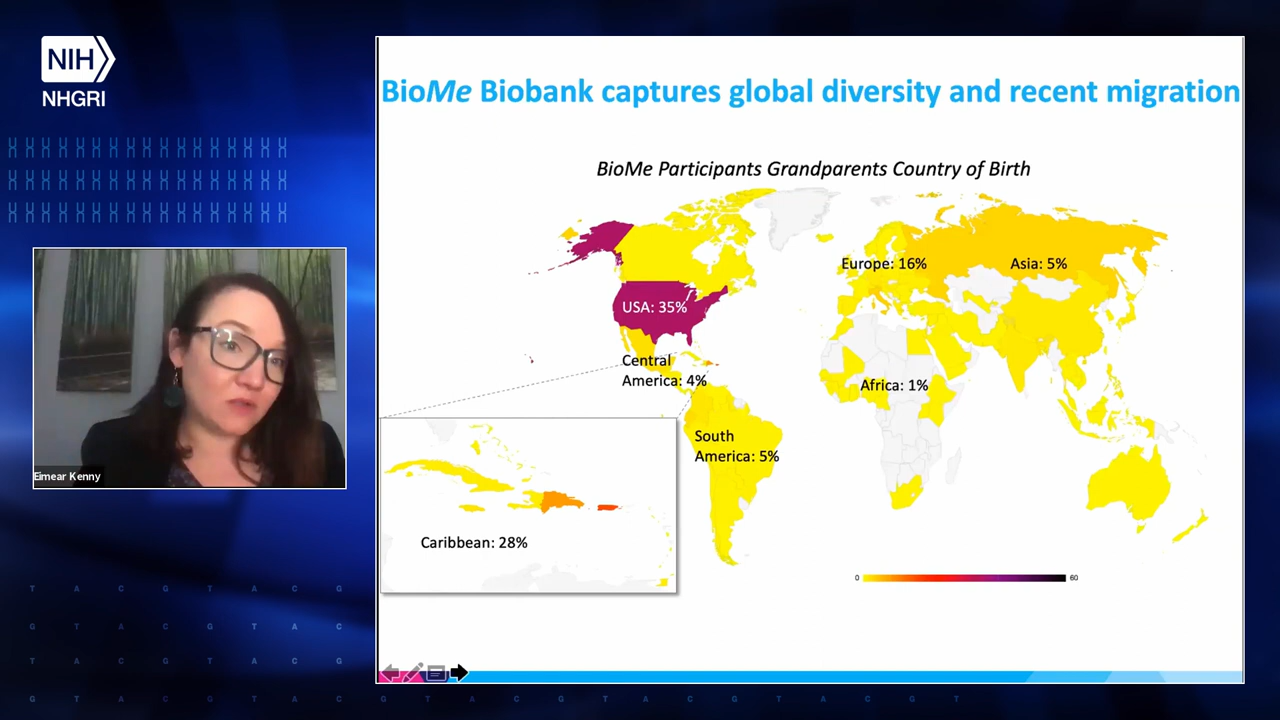 NIH
NHGRI
BioMe Biobank captures global diversity and recent migration
BioMe Participants Grandparents Country of Birth
Europe: 16%
Asia: 5%
USA: 35%
Central
America: 4%
Africa: 1%
South
America: 5%
Caribbean: 28%
0
60
Eimear Kenny
T A C G T A C G T A C G
G T A C G T A C G T A C
T A C G T A C G T A C G
G T A C G T A C G T A C G T A C G T A C G T